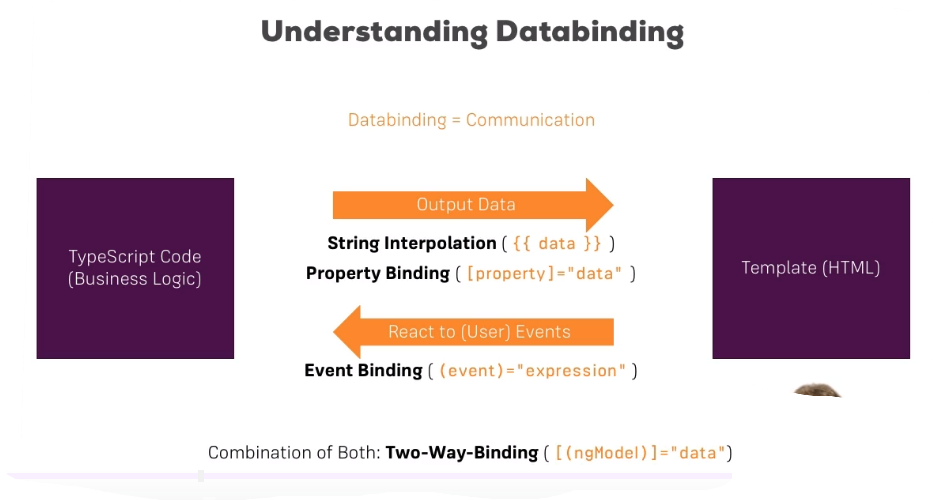 Understanding Databinding
Databinding = Communication
Output Data
String Interpolation ( {{ data }} )
Property Binding ( [property]="data" )
TypeScript Code
(Business Logic)
Template (HTML)
React to (User) Events
Event Binding ( (event)="expression" )
Combination of Both: Two-Way-Binding ( [(ngModel)]="data")